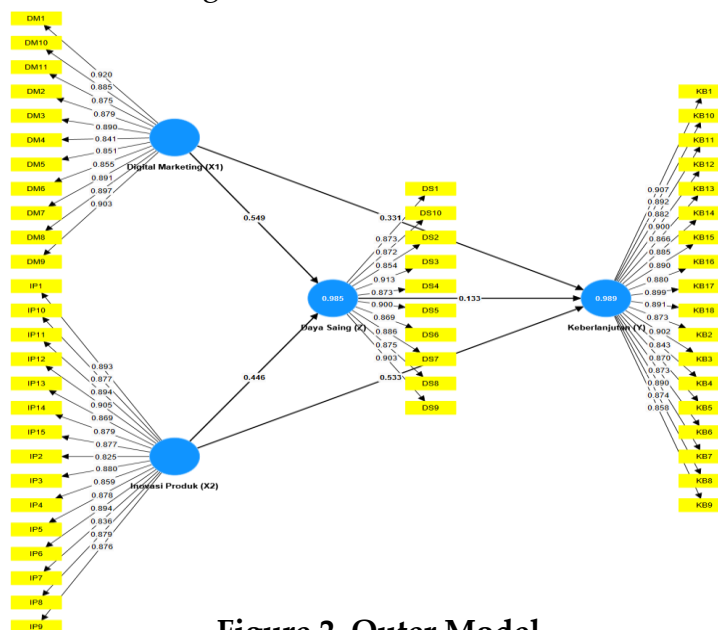 DM1
DM10
DM11
DM2
DM3
DM4
DM5
DM6
DM7
DM8
DM9
0.920
0.885
0.875
0.879
0.890
0.841
0.851
0.855
0.891
0.897
0.903
Digital Marketing (X1)
0.549
0.331
IP1
IP10
IP11
IP12
IP13
IP14
IP15
IP2
IP3
IP4
IP5
IP6
IP7
IP8
IP9
0.893
0.877
0.894
0.905
0.869
0.879
0.877
0.825
0.880
0.859
0.878
0.894
0.836
0.879
0.876
Inovasi Produk (X2)
0.446
0.533
0.985
Daya Saing (Z)
0.873
0.872
0.854
0.913
0.873
0.900
0.869
0.886
0.875
0.903
DS1
DS10
DS2
DS3
DS4
DS5
DS6
DS7
DS8
DS9
0.133
0.989
Keberlanjutan (Y)
0.907
0.892
0.882
0.900
0.866
0.885
0.890
0.880
0.899
0.891
0.873
0.902
0.843
0.870
0.873
0.890
0.874
0.858
KB1
KB10
KB11
KB12
KB13
KB14
KB15
KB16
KB17
KB18
KB2
KB3
KB4
KB5
KB6
KB7
KB8
KB9
Figure 2. Outer Model